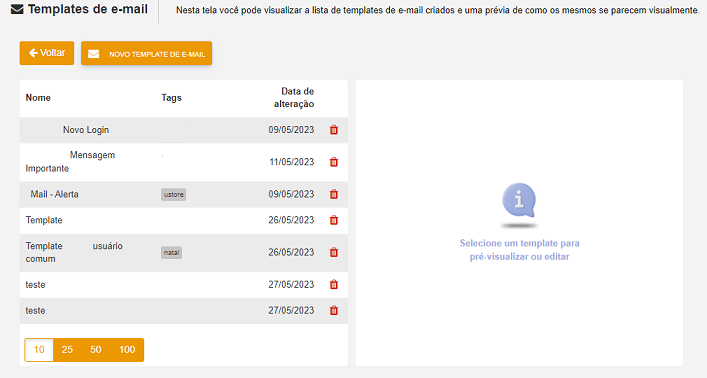 Templates de e-mail
Nesta tela você pode visualizar a lista de templates de e-mail criados e uma prévia de como os mesmos se parecem visualmente.
Voltar
NOVO TEMPLATE DE E-MAIL
Nome Tags Data de
alteração
Novo Login 09/05/2023
Mensagem
Importante 11/05/2023
Mail - Alerta ustore 09/05/2023
Template 26/05/2023
Template usuário
comum natal 26/05/2023
teste 27/05/2023
teste 27/05/2023
10 25 50 100
Selecione um template para
pré-visualizar ou editar